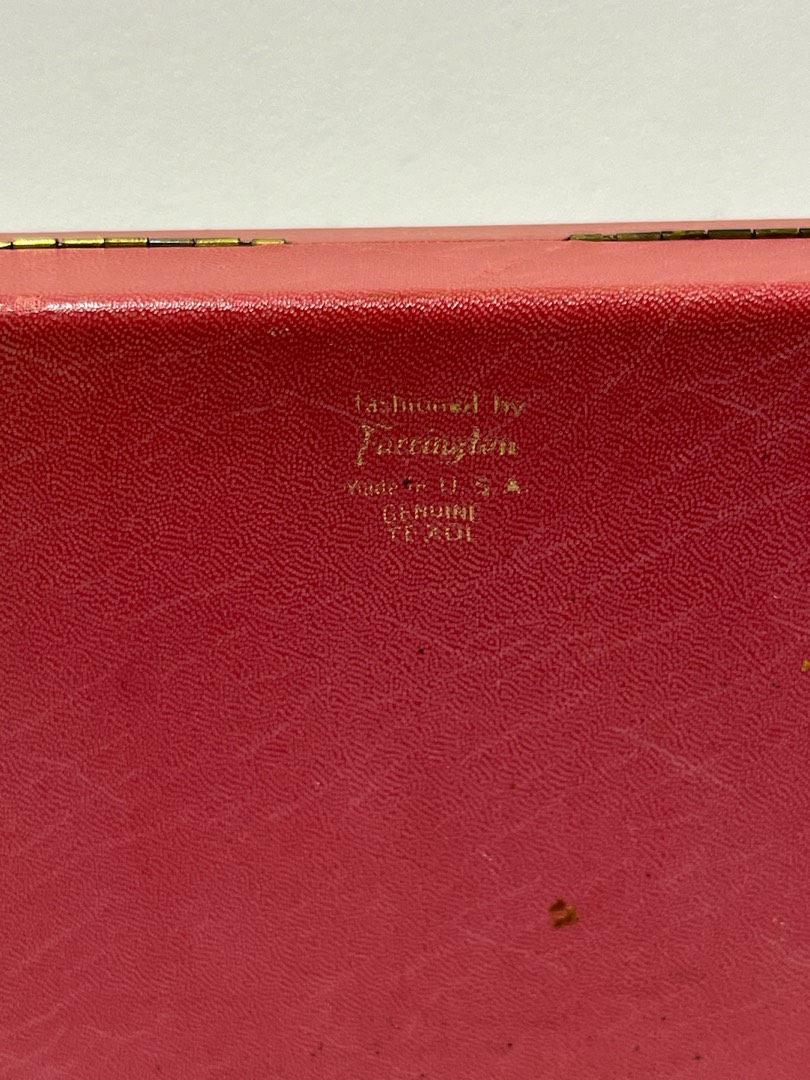 fashioned by
Farrington
Made in U.S.A.
GENUINE
TEXOL